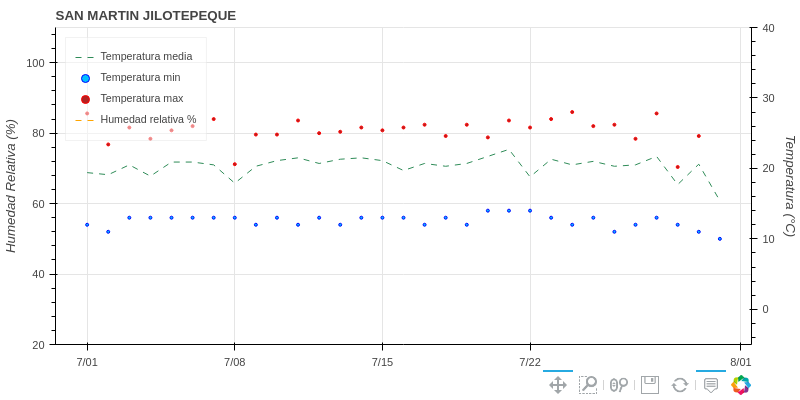 SAN MARTIN JILOTEPEQUE
Temperatura media
Temperatura min
Temperatura max
Humedad relativa %
Humedad Relativa (%)
100
80
60
40
20
Temperatura (°C)
40
30
20
10
0
7/01
7/08
7/15
7/22
8/01